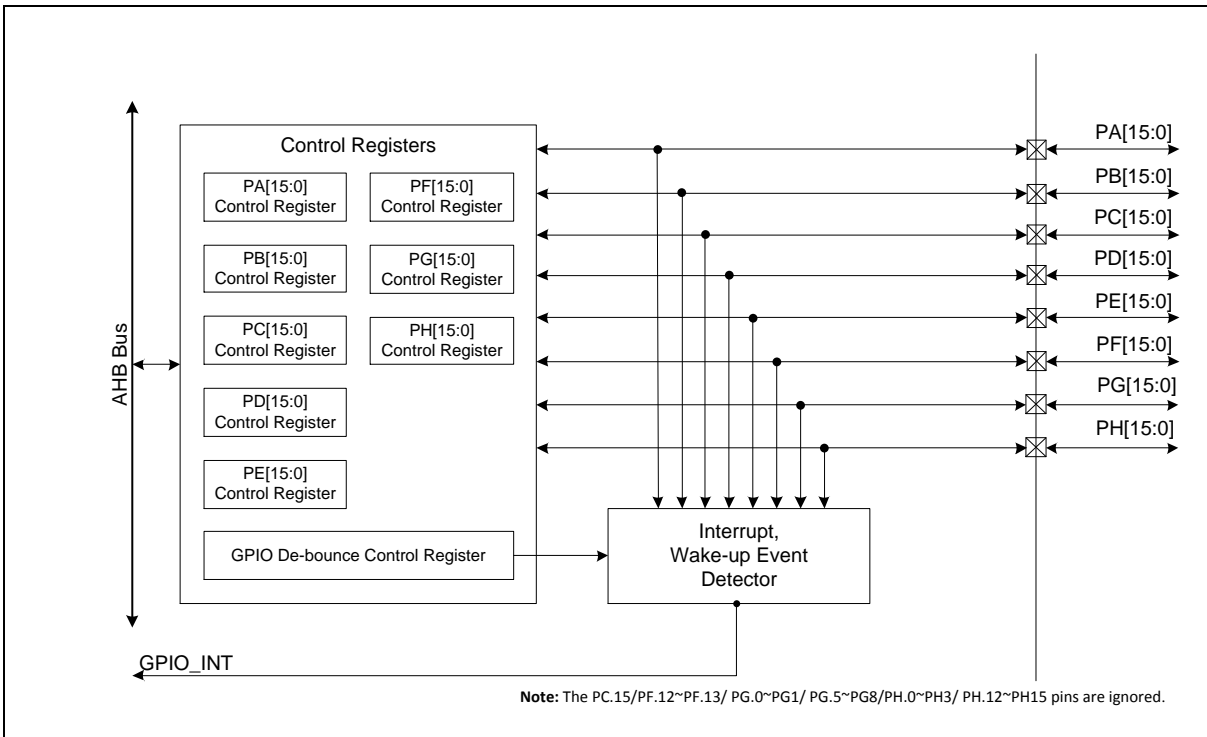 AHB Bus
Control Registers
PA[15:0]
Control Register
PF[15:0]
Control Register
PB[15:0]
Control Register
PG[15:0]
Control Register
PC[15:0]
Control Register
PH[15:0]
Control Register
PD[15:0]
Control Register
PE[15:0]
Control Register
GPIO De-bounce Control Register
Interrupt,
Wake-up Event
Detector
PA[15:0]
PB[15:0]
PC[15:0]
PD[15:0]
PE[15:0]
PF[15:0]
PG[15:0]
PH[15:0]
GPIO_INT
Note: The PC.15/PF.12~PF.13/ PG.0~PG1/ PG.5~PG8/PH.0~PH3/ PH.12~PH15 pins are ignored.